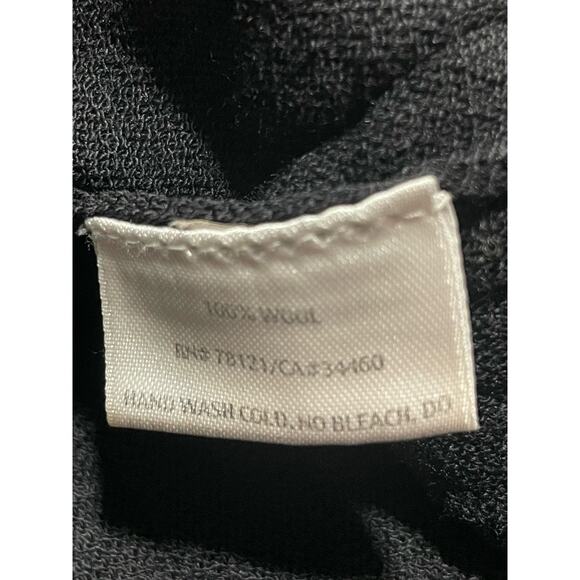 100% WOOL
RN# 78121/CA#34460
HAND WASH COLD, NO BLEACH, DO